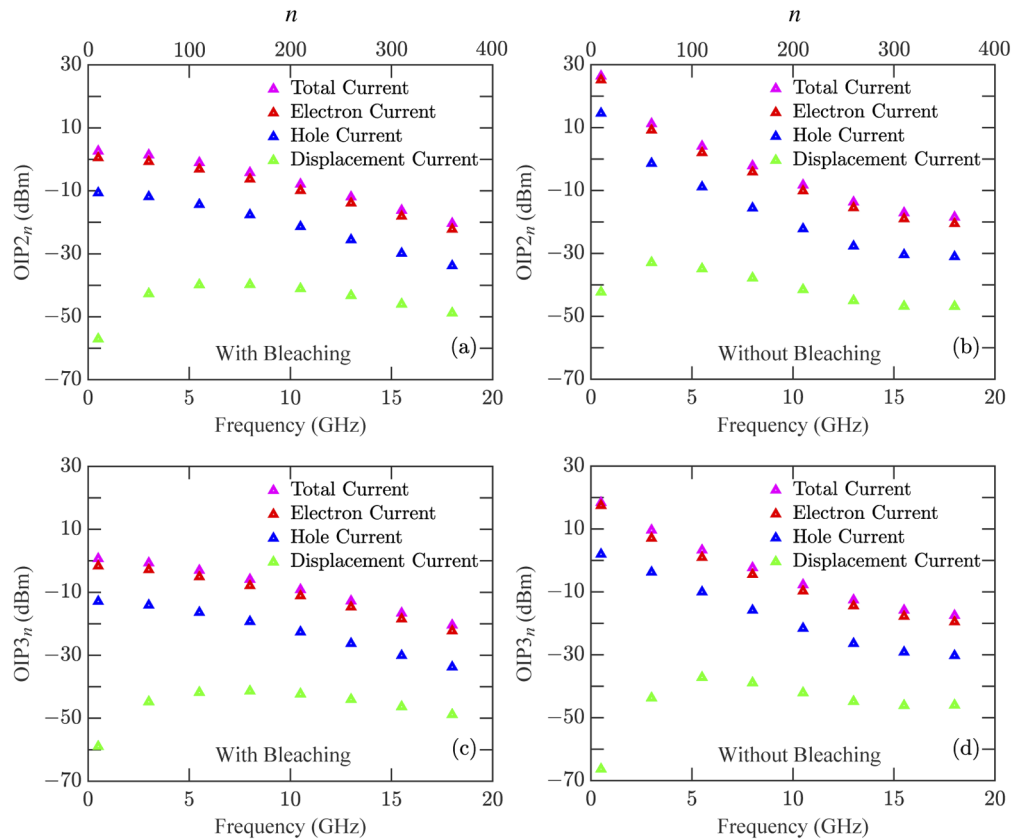 n
n
0 100 200 300 400
0 100 200 300 400
30
10
−10
−30
−50
−70
OIP2n (dBm)
Total Current
Electron Current
Hole Current
Displacement Current
With Bleaching
(a)
0 5 10 15 20
Frequency (GHz)
30
10
−10
−30
−50
−70
OIP2n (dBm)
Total Current
Electron Current
Hole Current
Displacement Current
Without Bleaching
(b)
0 5 10 15 20
Frequency (GHz)
30
10
−10
−30
−50
−70
OIP3n (dBm)
Total Current
Electron Current
Hole Current
Displacement Current
With Bleaching
(c)
0 5 10 15 20
Frequency (GHz)
30
10
−10
−30
−50
−70
OIP3n (dBm)
Total Current
Electron Current
Hole Current
Displacement Current
Without Bleaching
(d)
0 5 10 15 20
Frequency (GHz)